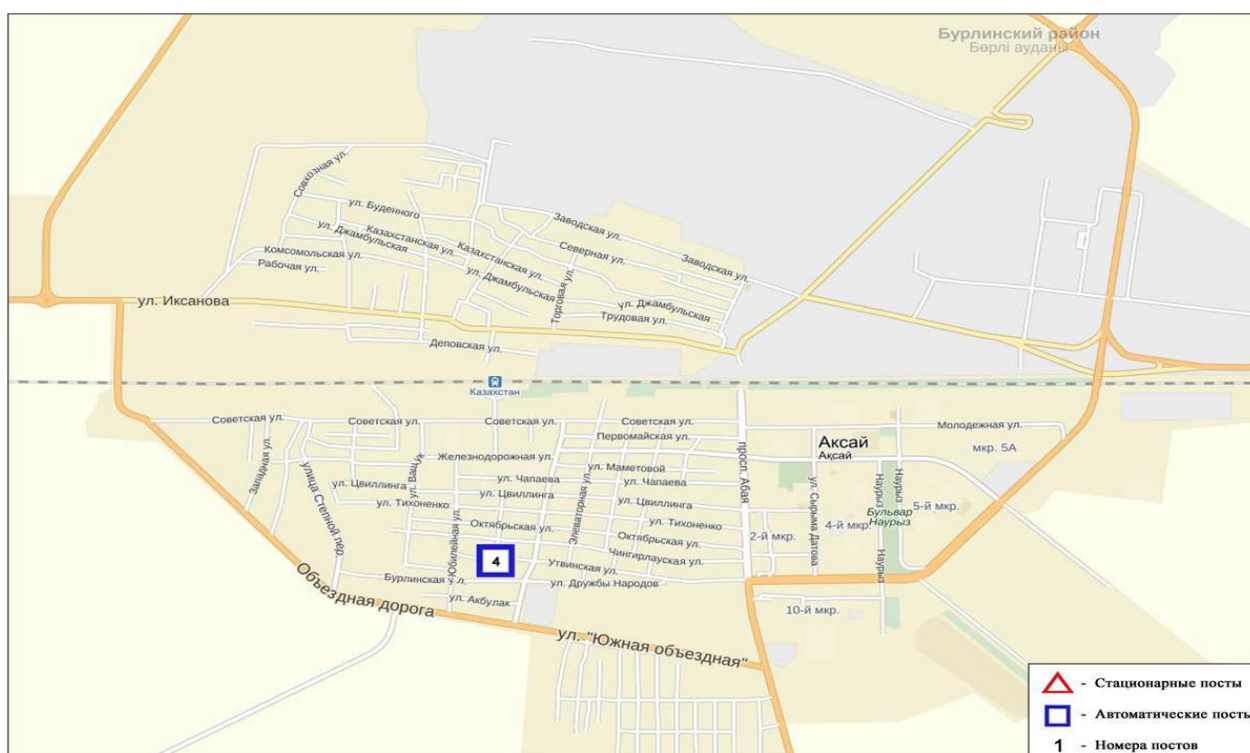 Бурлинский район
Бөрлі ауданы
Совхозная ул.
ул. Буденного
Заводская ул.
ул. Джамбульская
Казахстанская ул.
Казахстанская ул.
Северная ул.
Заводская ул.
Комсомольская ул.
Рабочая ул.
ул. Джамбульская
Торговая ул.
ул. Джамбульская
Трудовая ул.
ул. Иксанова
Деповская ул.
Казахстан
Советская ул.
Советская ул.
Советская ул.
Советская ул.
Молодежная ул.
Первомайская ул.
Аксай
Ақсай
мкр. 5А
Западная ул.
улица Степной пер.
Железнодорожная ул.
ул. Маметовой
просп. Абая
ул. Чапаева
ул. Чапаева
ул. Цвиллинга
ул. Цвиллинга
ул. Цвиллинга
ул. Тихоненко
ул. Тихоненко
Элеваторная ул.
ул. Сырыма Датова
Наурыз
Наурыз
5-й мкр.
Бульвар
Наурыз
4-й мкр.
2-й мкр.
Октябрьская ул.
Октябрьская ул.
Юбилейная ул.
4
Чингирлауская ул.
Утвинская ул.
Наурыз
Бурлинская ул.
ул. Дружбы Народов
ул. Акбулак
10-й мкр.
Объездная дорога
ул. "Южная объездная"
- Стационарные посты
- Автоматические посты
1 - Номера постов